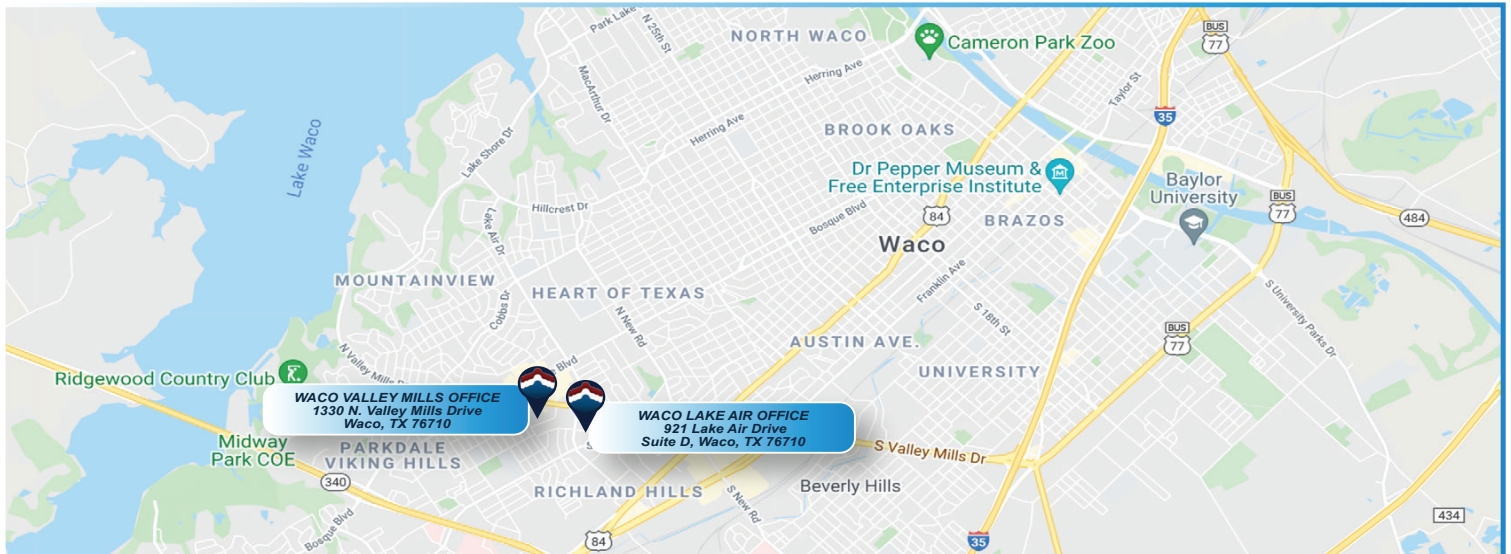 Park Lake
N 25th St
NORTH WACO
Cameron Park Zoo
BUS
77
MacArthur Dr
Herring Ave
Taylor St
35
Lake Waco
Lake Shore Dr
Herring Ave
BROOK OAKS
Dr Pepper Museum &
Free Enterprise Institute
Baylor
University
BUS
77
484
Hillcrest Dr
Lake Air Dr
Bosque Blvd
84
BRAZOS
Waco
MOUNTAINVIEW
HEART OF TEXAS
Cobbs Dr
N New Rd
Franklin Ave
S 18th St
S University Parks Dr
BUS
77
AUSTIN AVE.
UNIVERSITY
N Valley Mills
Blvd
Ridgewood Country Club
WACO VALLEY MILLS OFFICE
1330 N. Valley Mills Drive
Waco, TX 76710
WACO LAKE AIR OFFICE
921 Lake Air Drive
Suite D, Waco, TX 76710
Midway
Park COE
PARKDALE
VIKING HILLS
S Valley Mills Dr
340
RICHLAND HILLS
S New Rd
Beverly Hills
Bosque Blvd
84
35
434